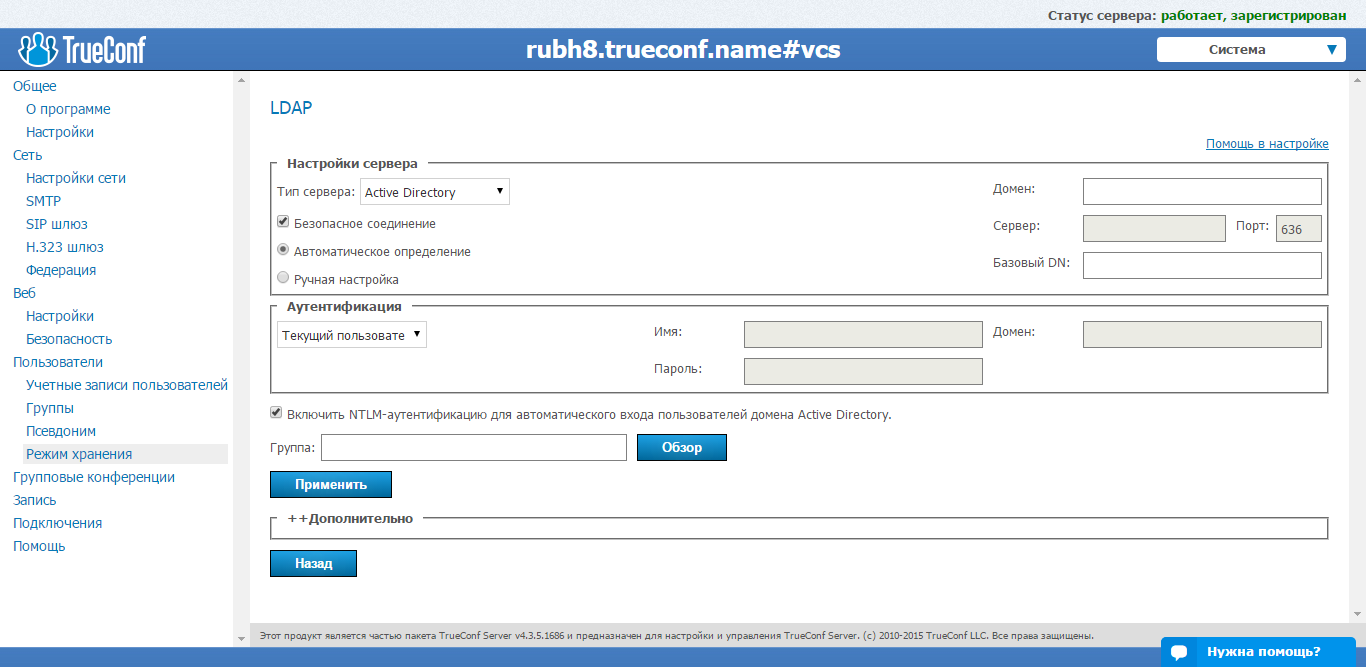 Статус сервера: работает, зарегистрирован
TrueConf
rubh8.trueconf.name#vcs
Система
Общее
О программе
Настройки
Сеть
Настройки сети
SMTP
SIP шлюз
H.323 шлюз
Федерация
Веб
Настройки
Безопасность
Пользователи
Учетные записи пользователей
Группы
Псевдоним
Режим хранения
Групповые конференции
Запись
Подключения
Помощь
LDAP
Помощь в настройке
Настройки сервера
Тип сервера: Active Directory
Домен:
Безопасное соединение
Сервер: Порт: 636
Автоматическое определение
Базовый DN:
Ручная настройка
Аутентификация
Текущий пользовате
Имя:
Домен:
Пароль:
Включить NTLM-аутентификацию для автоматического входа пользователей домена Active Directory.
Группа:
Обзор
Применить
++Дополнительно
Назад
Этот продукт является частью пакета TrueConf Server v4.3.5.1686 и предназначен для настройки и управления TrueConf Server. (c) 2010-2015 TrueConf LLC. Все права защищены.
Нужна помощь?